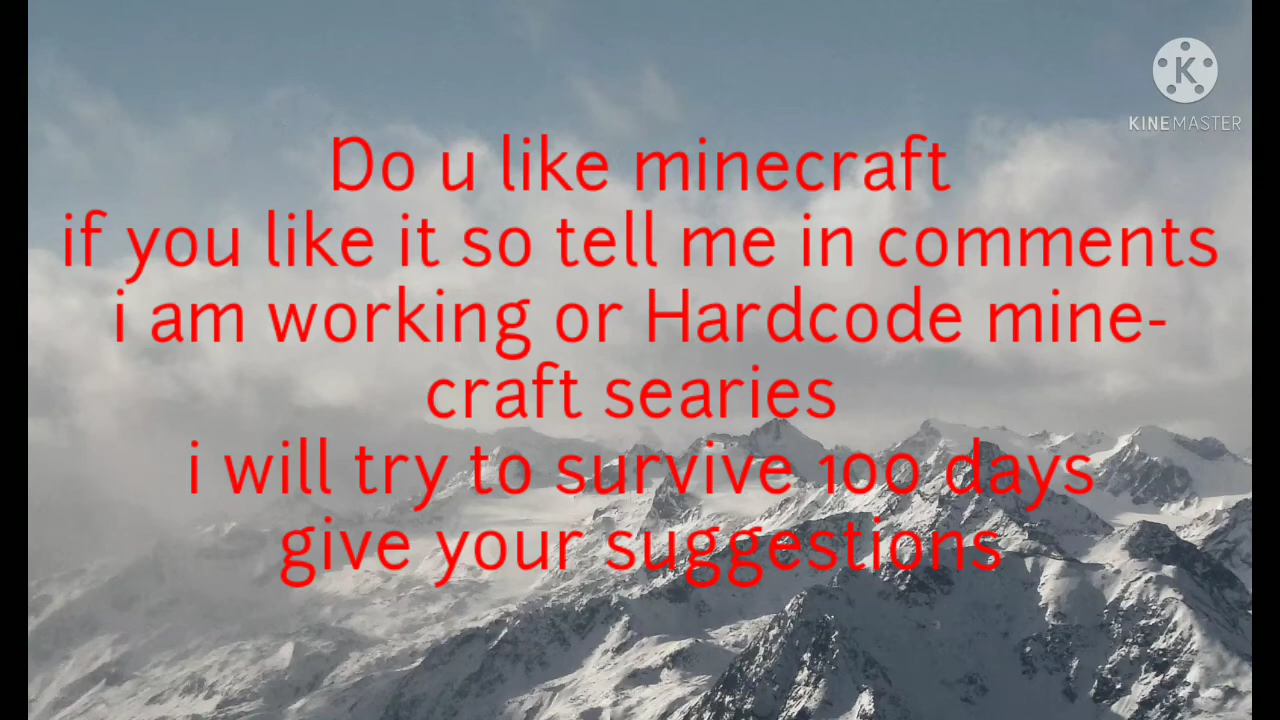 KINEMASTER
Do u like minecraft
if you like it so tell me in comments
i am working or Hardcode mine-
craft searies
i will try to survive 100 days
give your suggestions